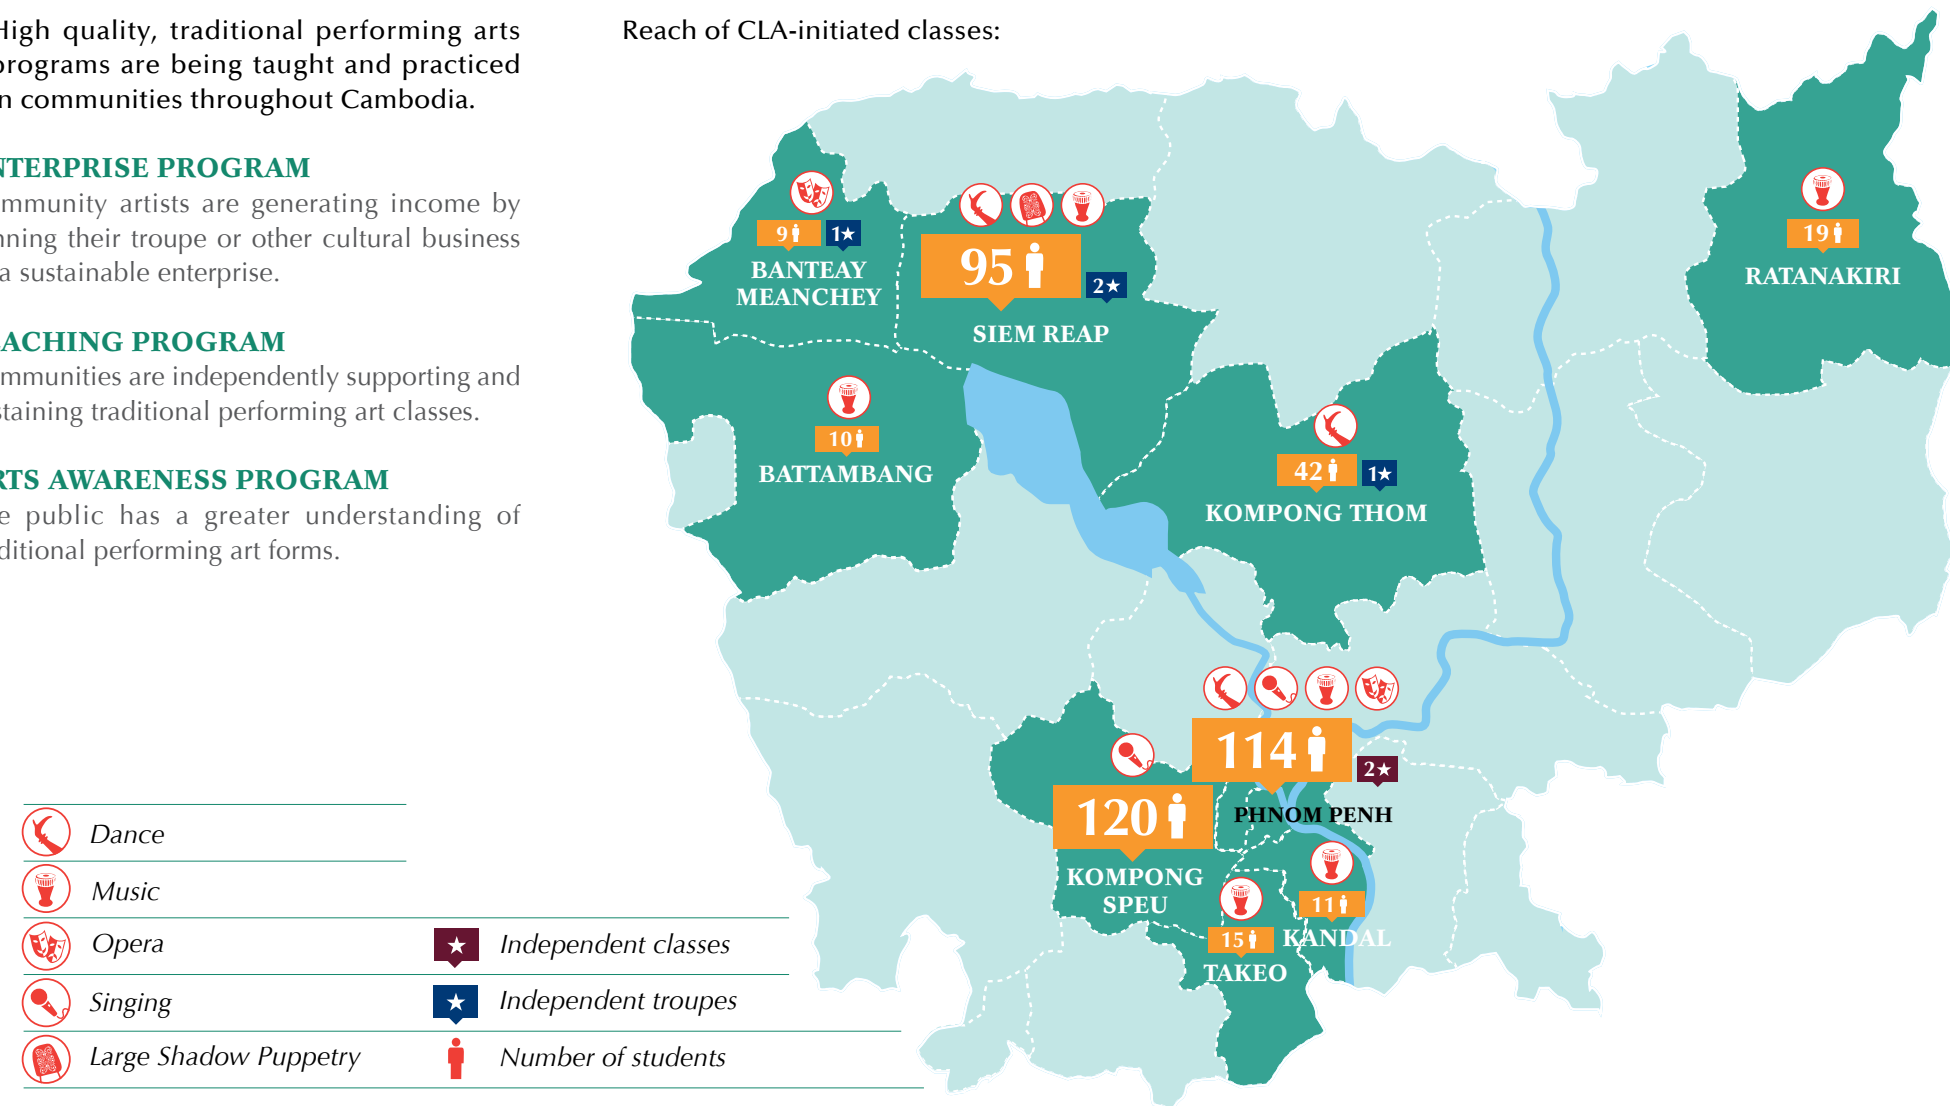 High quality, traditional performing arts
programs are being taught and practiced
in communities throughout Cambodia.
NTERPRISE PROGRAM
mmunity artists are generating income by
nning their troupe or other cultural business
a sustainable enterprise.
ACHING PROGRAM
mmunities are independently supporting and
staining traditional performing art classes.
RTS AWARENESS PROGRAM
e public has a greater understanding of
ditional performing art forms.
Reach of CLA-initiated classes:
9 1★
BANTEAY
MEANCHEY
95
2★
SIEM REAP
19
RATANAKIRI
10
BATTAMBANG
42 1★
KOMPONG THOM
114
2★
PHNOM PENH
120
KOMPONG
SPEU
11
KANDAL
15
TAKEO
Dance
Music
Opera
Singing
Large Shadow Puppetry
★ Independent classes
★ Independent troupes
Number of students